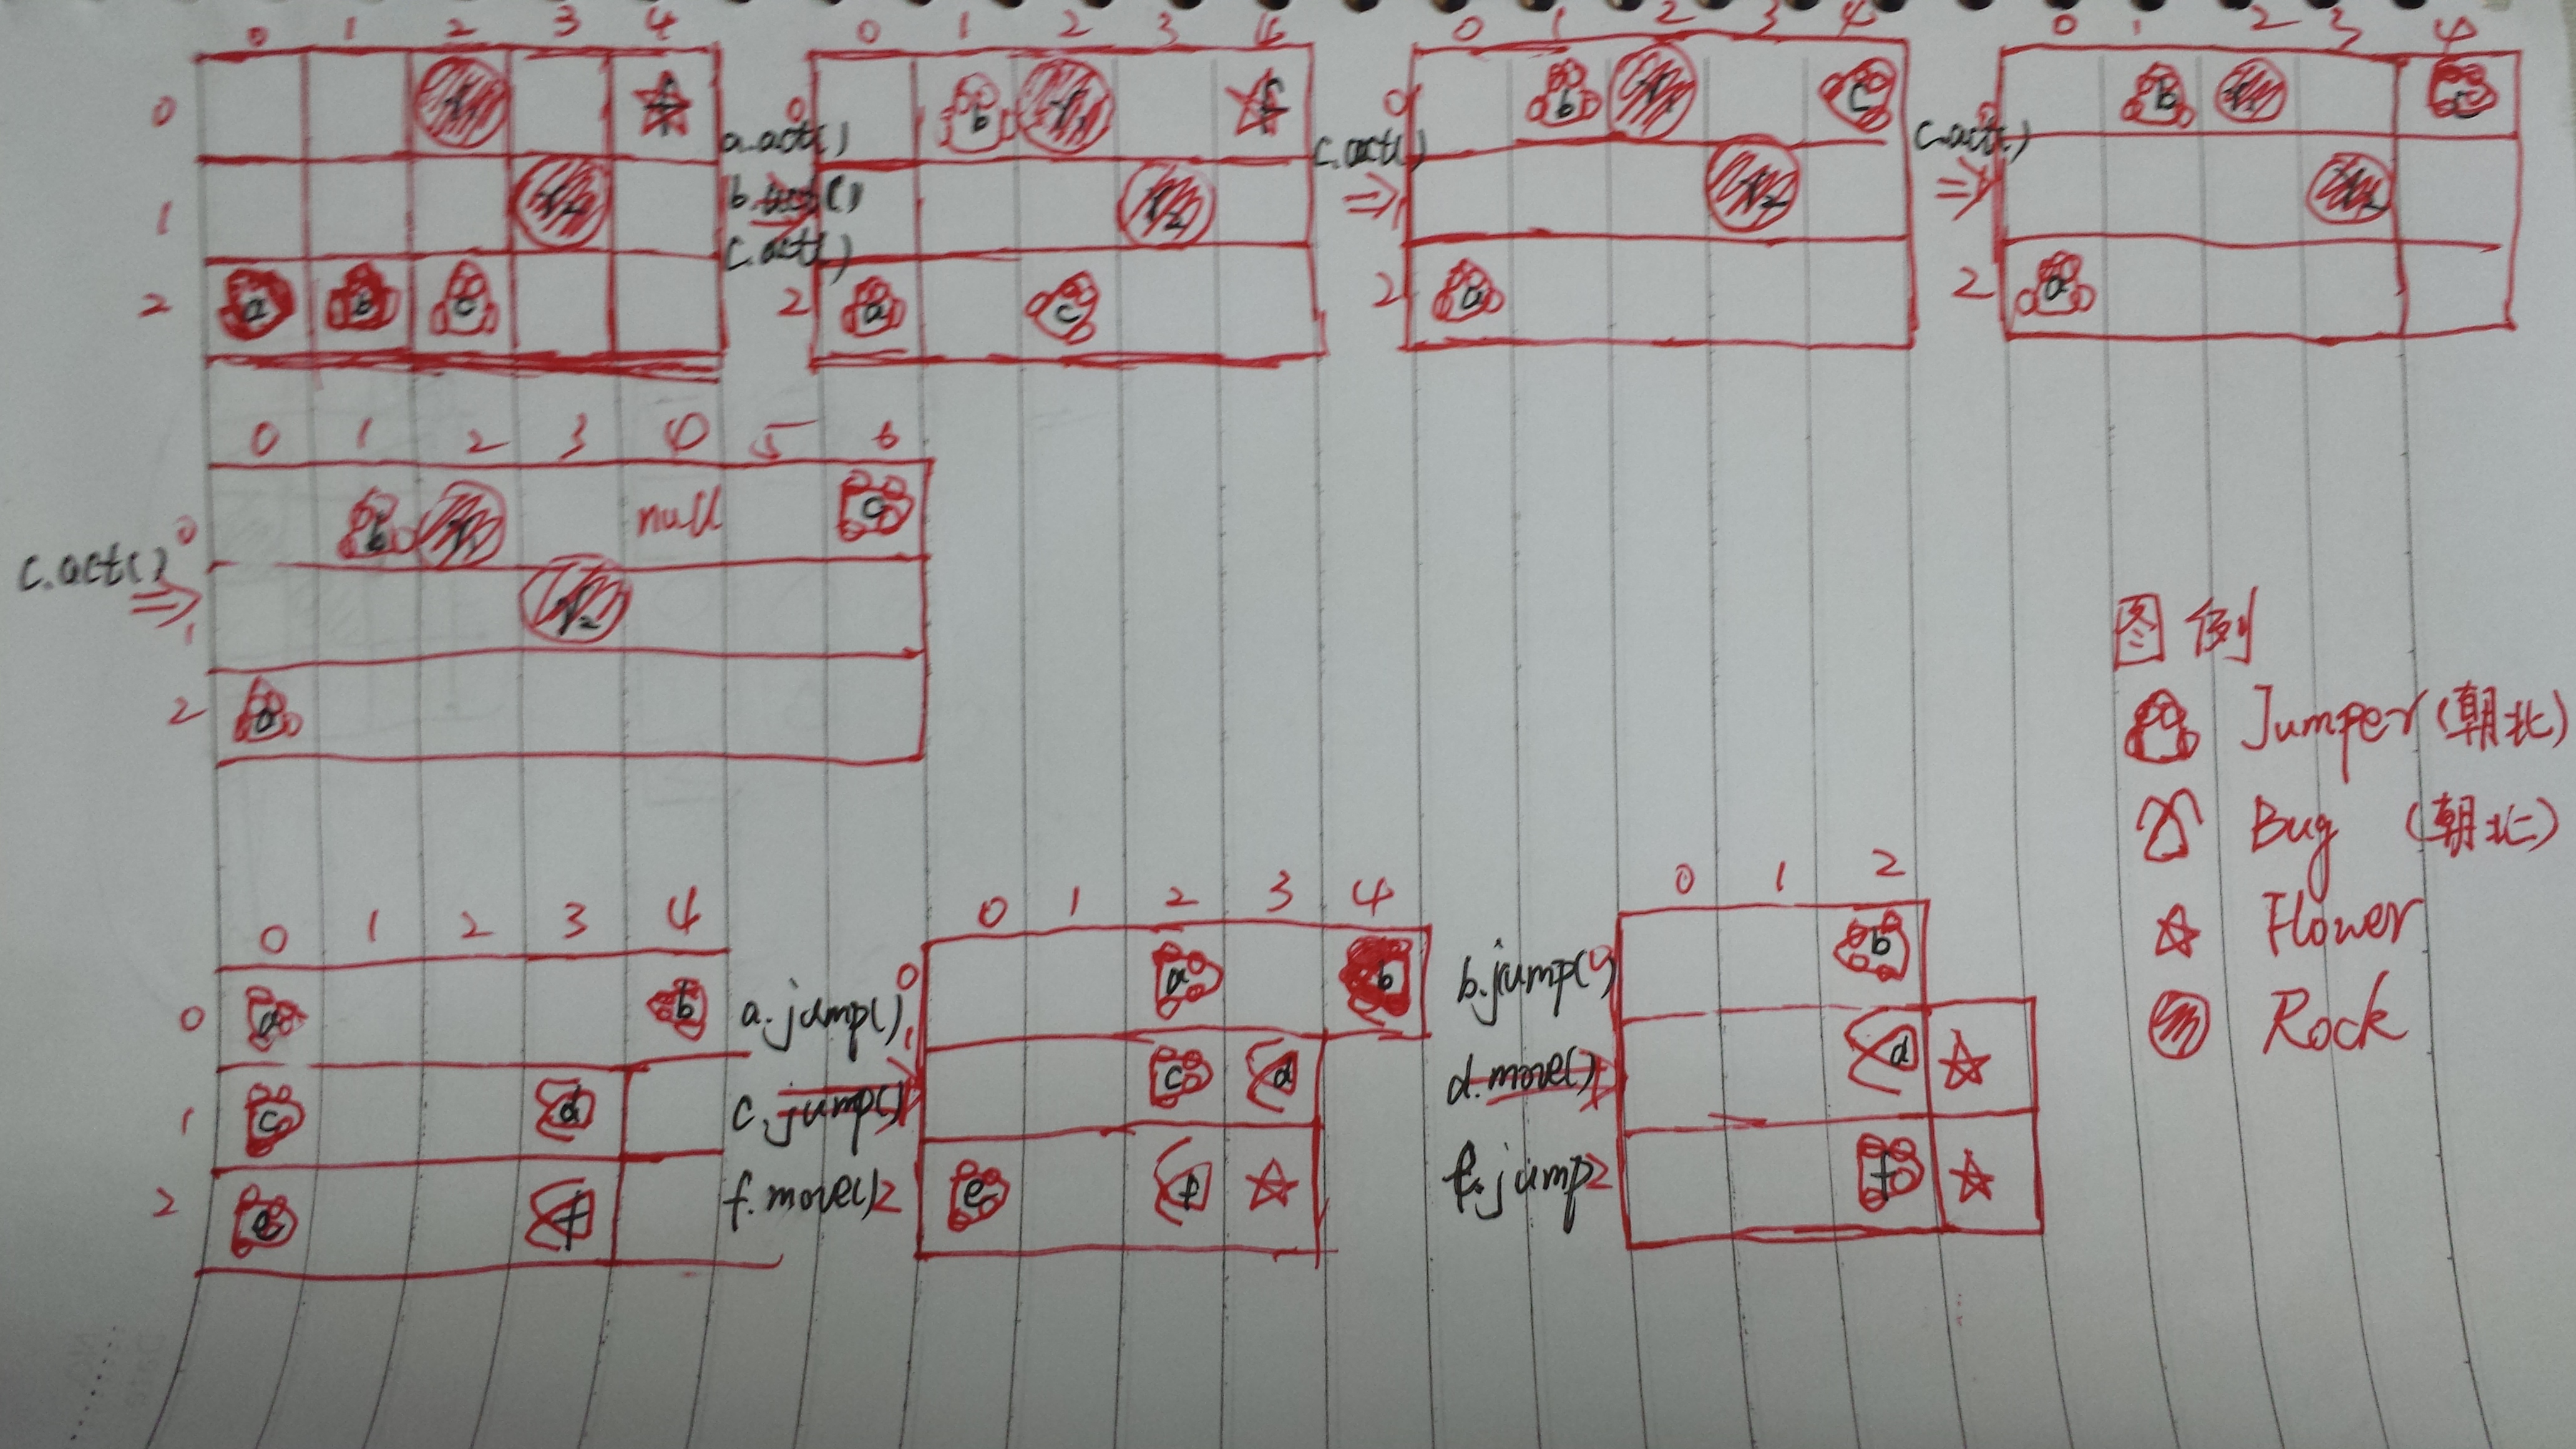 0 1 2 3 4 0 1 2 3 4 0 1 2 3 4 0 1 2 3 4
0 r1 f a.act() 0 b r1 f c.act() 0 b r1 c c.act() 0 b r1 c
1 r2 b.act() r2 ⇒ r2 ⇒ r2
2 a b c c.act() 2 a c 2 a 2 a
0 1 2 3 4 5 6
0 b r1 null c
c.act() ⇒ 1 r2
2 a
图例
Jumper (朝北)
Bug (朝北)
Flower
Rock
0 1 2 3 4 0 1 2 3 4 0 1 2
0 a b a.jump() 0 a b b.jump() b
1 c d c.jump() 1 c d d.move() d
2 e f f.move() 2 e f f.jump 2 f